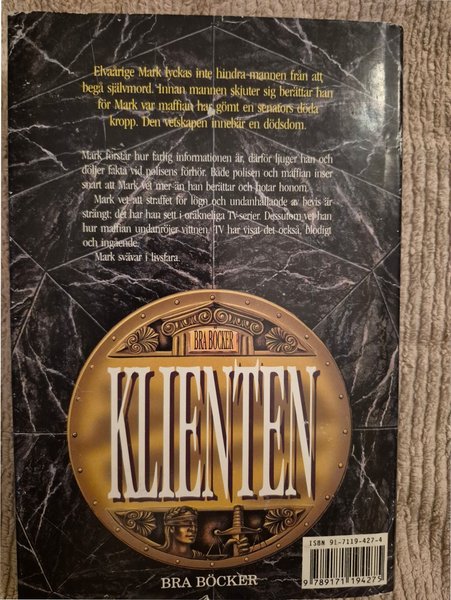 Elvaårige Mark lyckas inte hindra mannen från att
begå självmord. Innan mannen skjuter sig berättar han
för Mark var maffian har gömt en senators döda
kropp. Den vetskapen innebär en dödsdom.
Mark förstår hur farlig informationen är, därför ljuger han och
döljer fakta vid polisens förhör. Både polisen och maffian inser
snart att Mark vet mer än han berättar och hotar honom.
Mark vet att straffet för lögn och undanhållande av bevis är
strängt: det har han sett i oräkneliga TV-serier. Dessutom vet han
hur maffian undanröjer vittnen. TV har visat det också, blodigt
och ingående.
Mark svävar i livsfara.
BRA BÖCKER
KLIENTEN
BRA BÖCKER
ISBN 91-7119-427-4
9 789171 194275